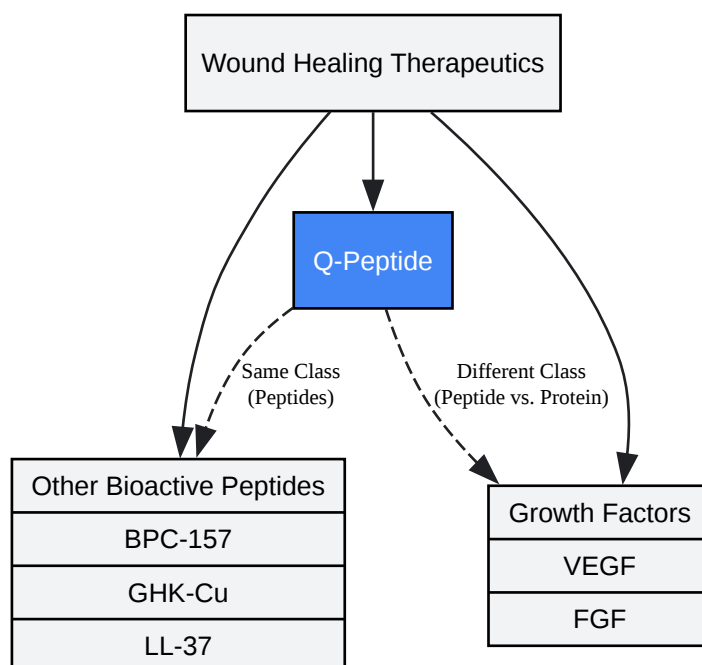 Wound Healing Therapeutics
Q-Peptide
Same Class
(Peptides)
Different Class
(Peptide vs. Protein)
Other Bioactive Peptides
BPC-157
GHK-Cu
LL-37
Growth Factors
VEGF
FGF